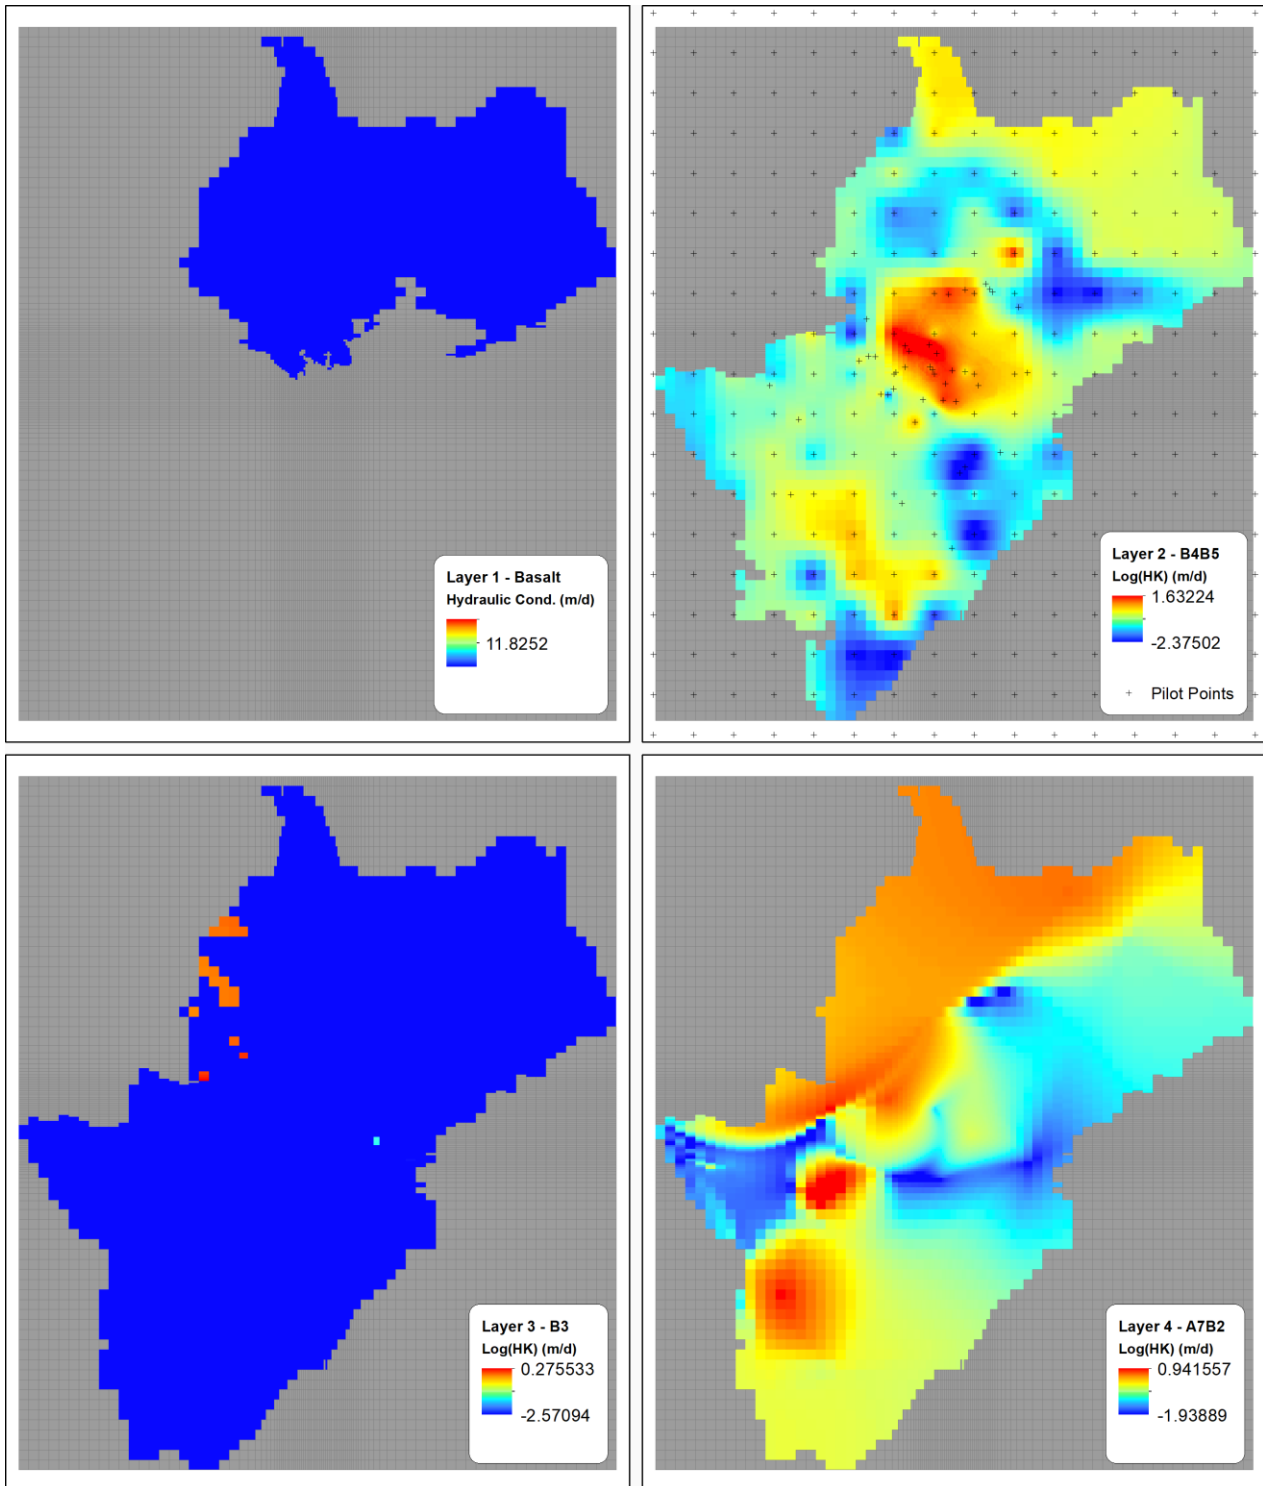 Layer 1 - Basalt
Hydraulic Cond. (m/d)
11.8252
Layer 2 - B4B5
Log(HK) (m/d)
1.63224
-2.37502
Pilot Points
Layer 3 - B3
Log(HK) (m/d)
0.275533
-2.57094
Layer 4 - A7B2
Log(HK) (m/d)
0.941557
-1.93889